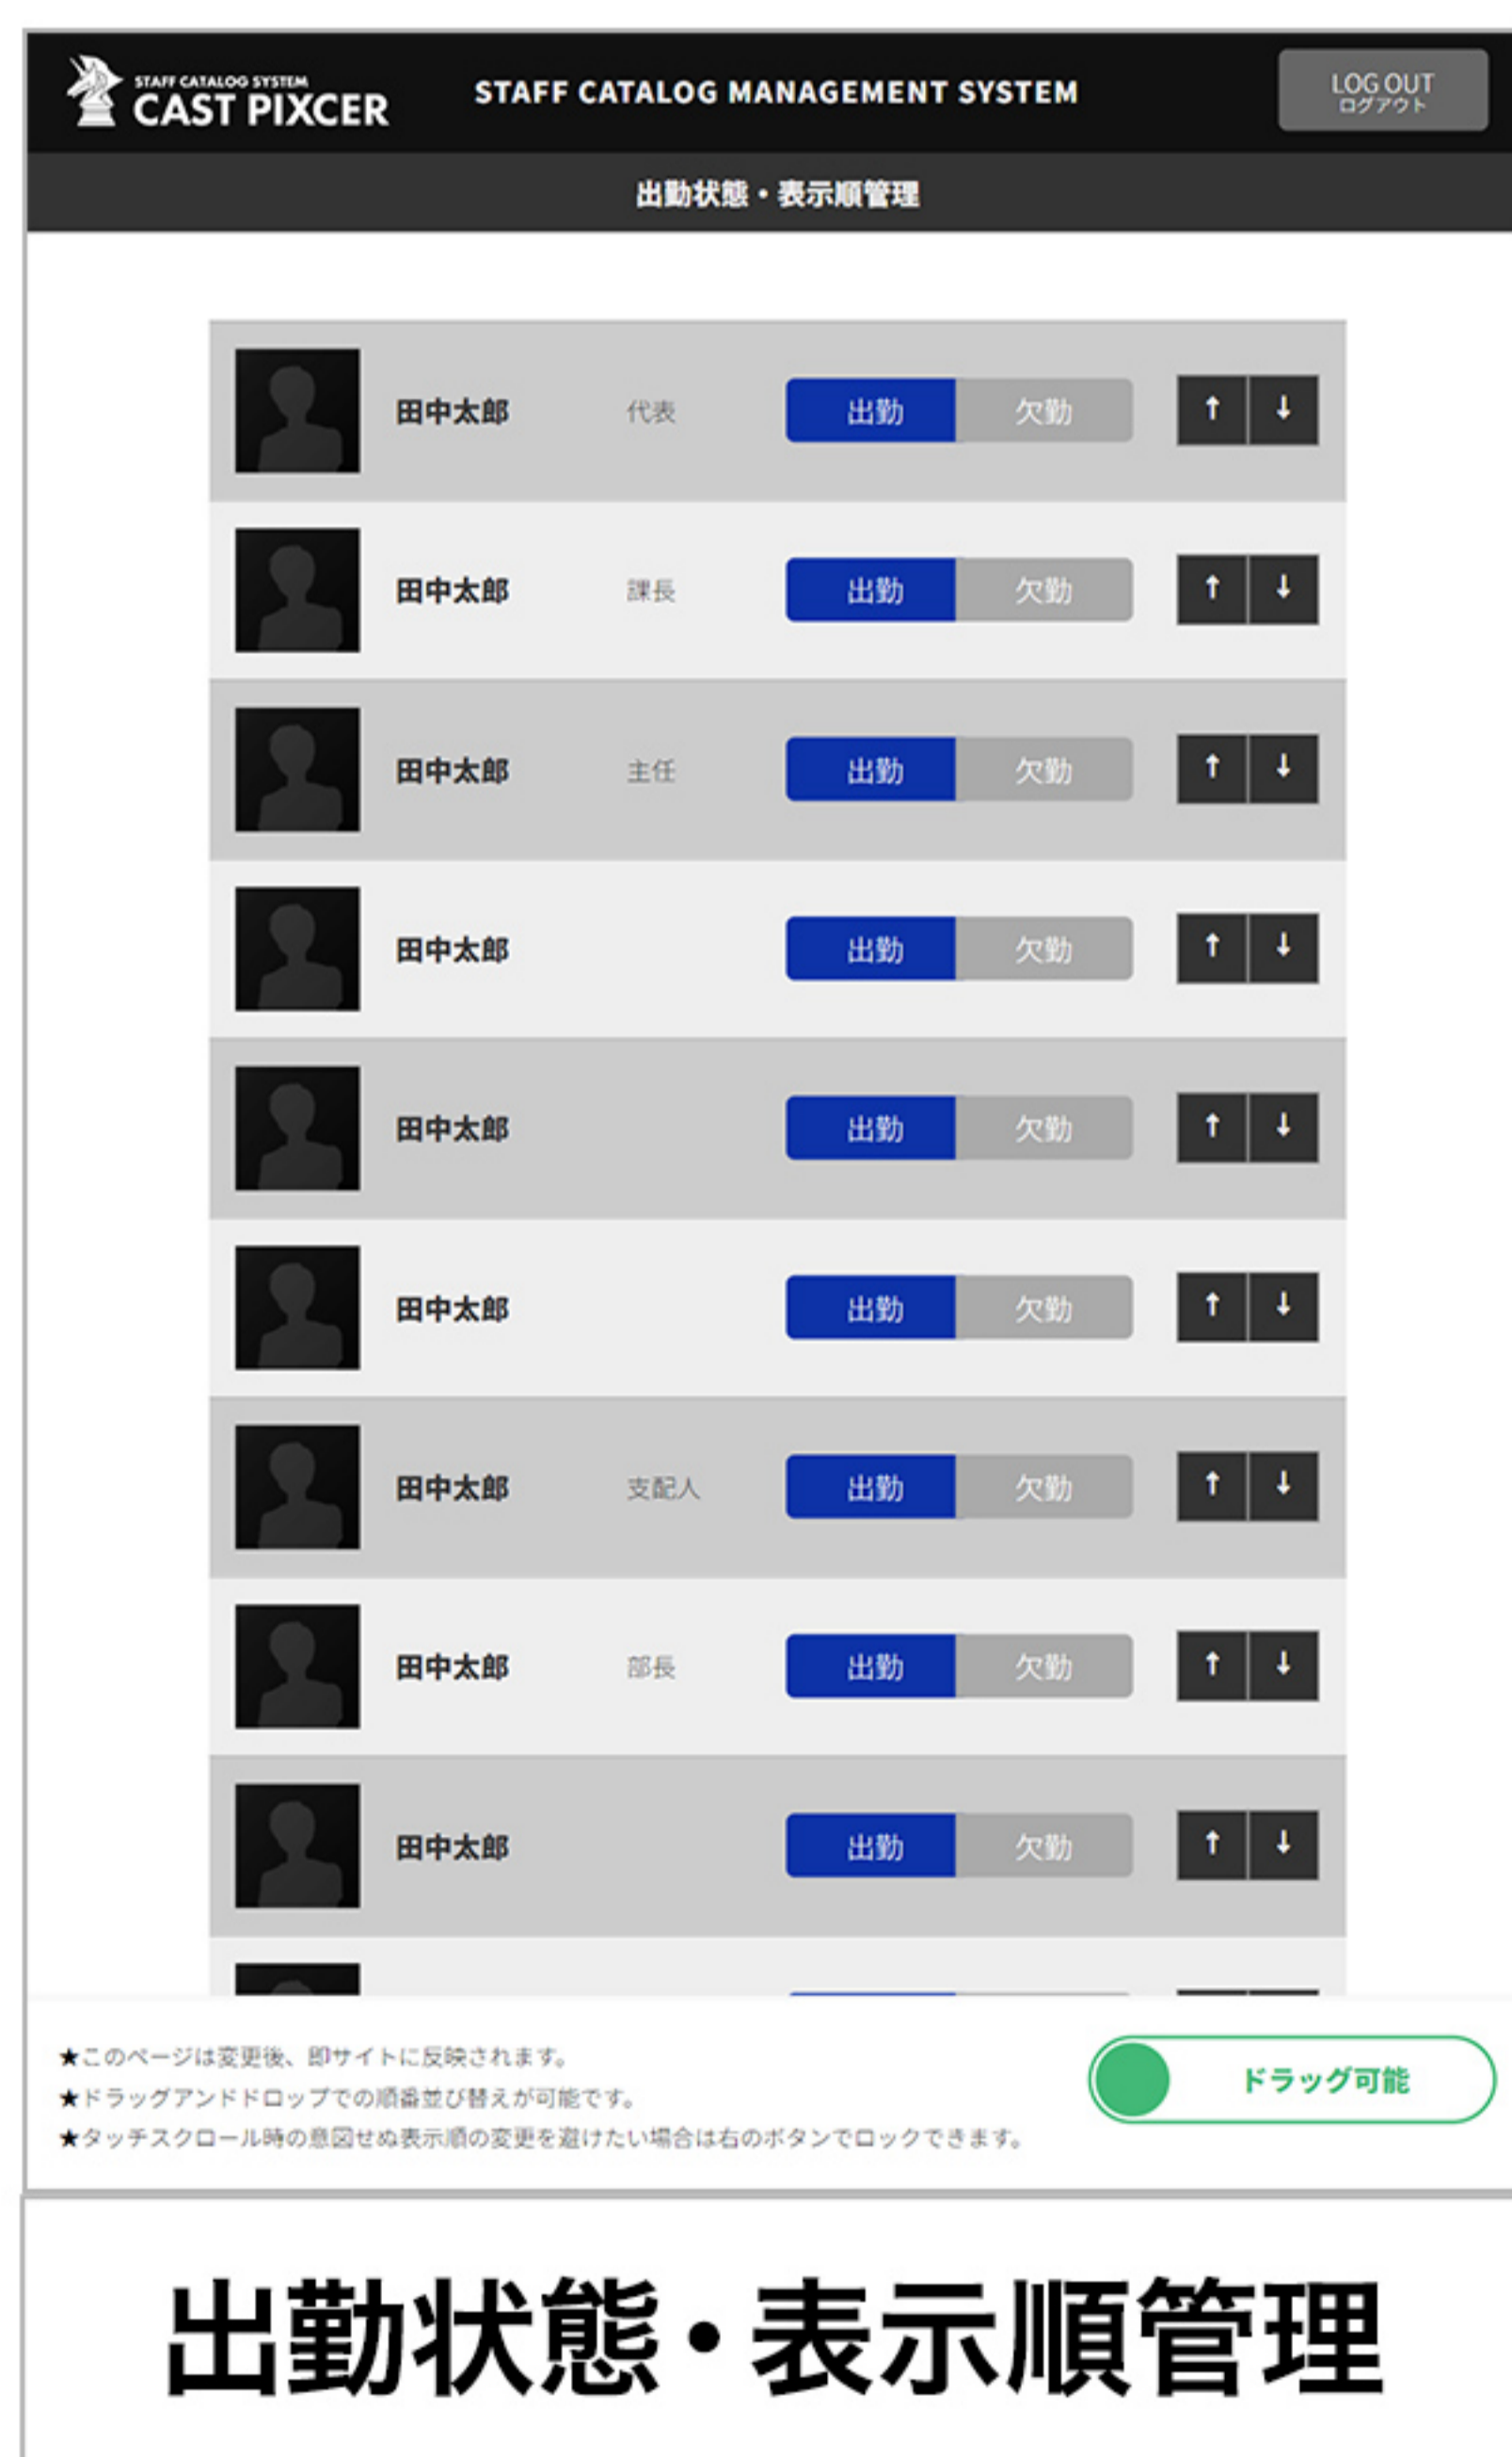 STAFF CATALOG SYSTEM
CAST PIXCER
STAFF CATALOG MANAGEMENT SYSTEM
LOG OUT
ログアウト
出勤状態・表示順管理
田中太郎 代表 出勤 欠勤 ↑ ↓
田中太郎 課長 出勤 欠勤 ↑ ↓
田中太郎 主任 出勤 欠勤 ↑ ↓
田中太郎 出勤 欠勤 ↑ ↓
田中太郎 出勤 欠勤 ↑ ↓
田中太郎 出勤 欠勤 ↑ ↓
田中太郎 支配人 出勤 欠勤 ↑ ↓
田中太郎 部長 出勤 欠勤 ↑ ↓
田中太郎 出勤 欠勤 ↑ ↓
★このページは変更後、即サイトに反映されます。
★ドラッグアンドドロップでの順番並び替えが可能です。
★タッチスクロール時の意図せぬ表示順の変更を避けたい場合は右のボタンでロックできます。
ドラッグ可能
出勤状態・表示順管理